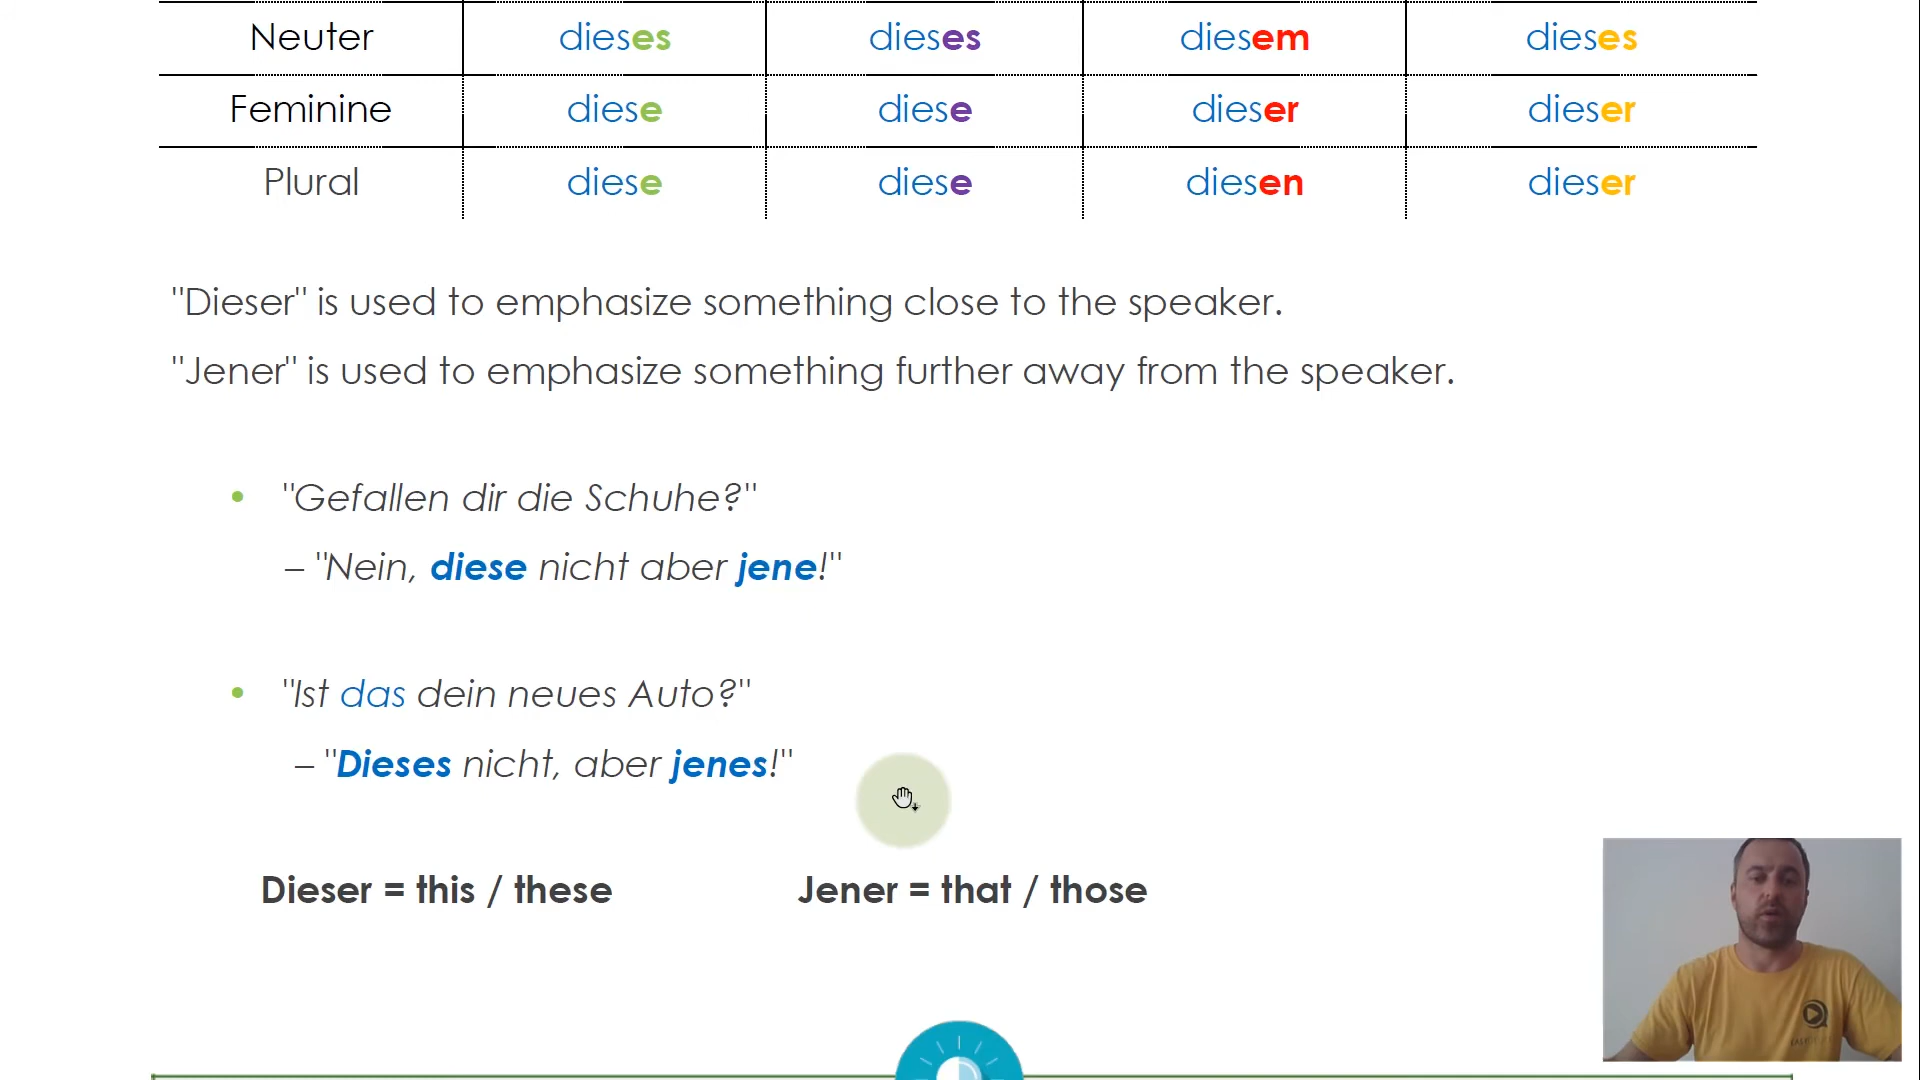 Neuter dieses dieses diesem dieses
Feminine diese diese dieser dieser
Plural diese diese diesen dieser
"Dieser" is used to emphasize something close to the speaker.
"Jener" is used to emphasize something further away from the speaker.
• "Gefallen dir die Schuhe?"
– "Nein, diese nicht aber jene!"
• "Ist das dein neues Auto?"
– "Dieses nicht, aber jenes!"
Dieser = this / these Jener = that / those